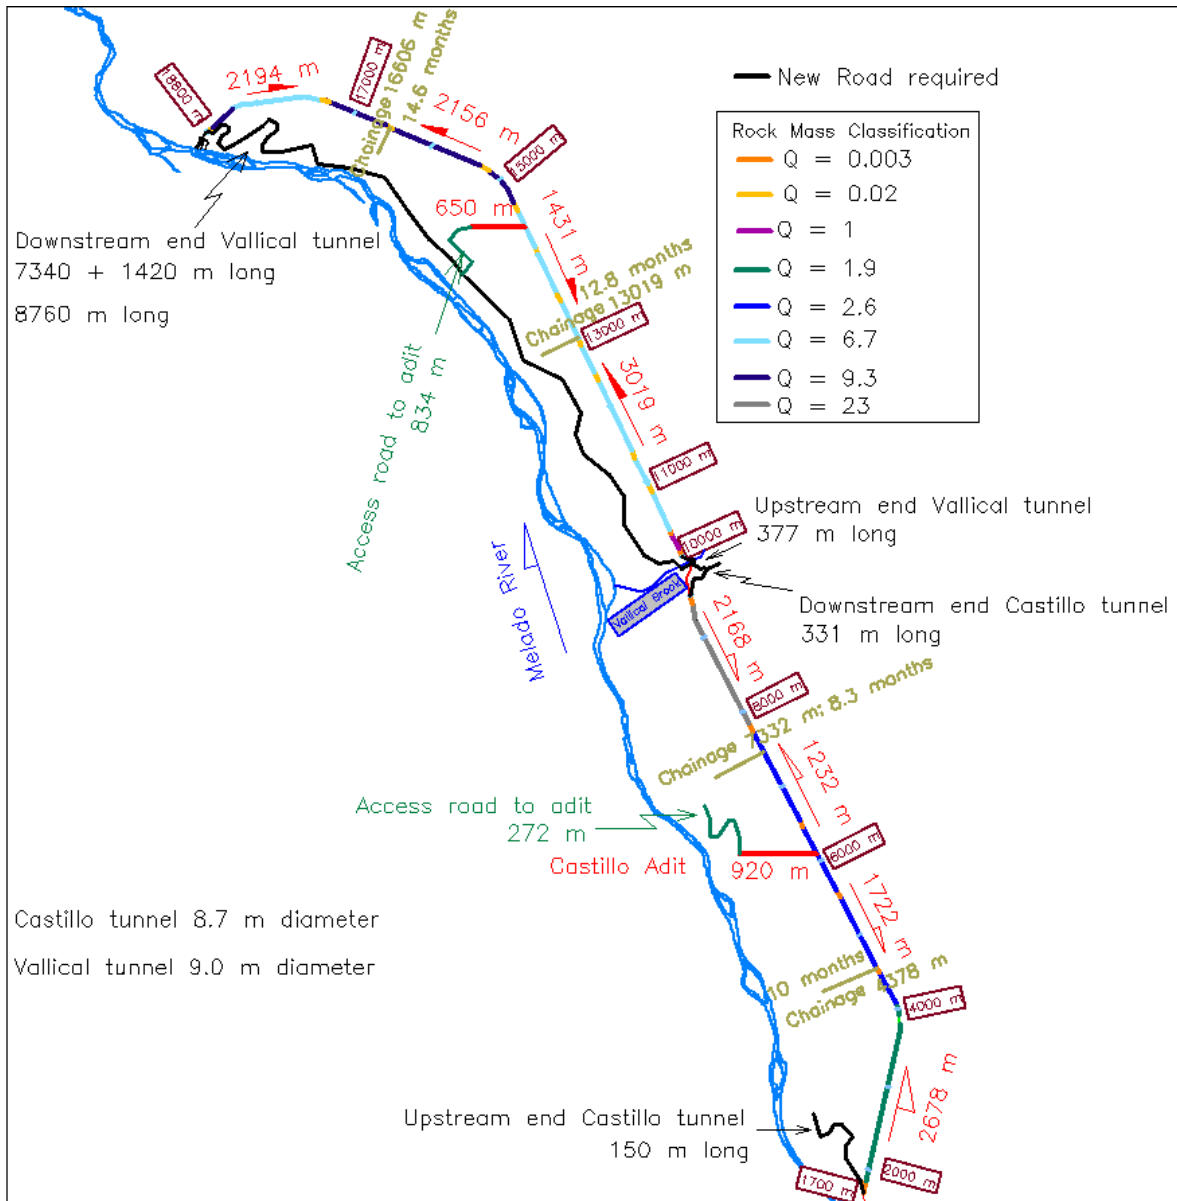 18800 m
2194 m
17000 m
Chainage 16606 m
14.6 months
2156 m
15000 m
New Road required
Rock Mass Classification
Q = 0.003
Q = 0.02
Q = 1
Q = 1.9
Q = 2.6
Q = 6.7
Q = 9.3
Q = 23
Downstream end Vallical tunnel
7340 + 1420 m long
8760 m long
650 m
1431 m
12.8 months
Chainage 13019 m
13000 m
Access road to adit
834 m
3019 m
11000 m
10000 m
Upstream end Vallical tunnel
377 m long
Melado River
Vallical Brook
Downstream end Castillo tunnel
331 m long
2168 m
8000 m
Chainage 7332 m; 8.3 months
1232 m
Access road to adit
272 m
Castillo Adit
920 m
6000 m
1722 m
Castillo tunnel 8.7 m diameter
Vallical tunnel 9.0 m diameter
10 months
Chainage 4378 m
4000 m
2678 m
Upstream end Castillo tunnel
150 m long
1700 m
2000 m